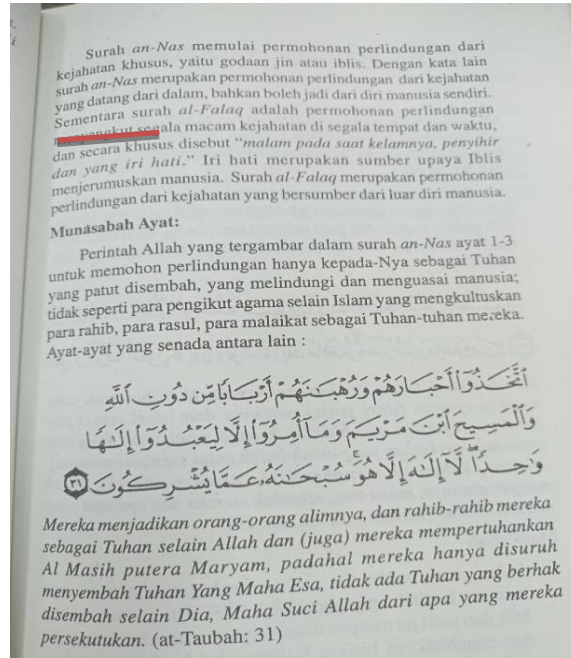 Surah an-Nas memulai permohonan perlindungan dari
kejahatan khusus, yaitu godaan jin atau iblis. Dengan kata lain
surah an-Nas merupakan permohonan perlindungan dari kejahatan
yang datang dari dalam, bahkan boleh jadi dari diri manusia sendiri.
Sementara surah al-Falaq adalah permohonan perlindungan
menyangkut segala macam kejahatan di segala tempat dan waktu,
dan secara khusus disebut “malam pada saat kelamnya, penyihir
dan yang iri hati.” Iri hati merupakan sumber upaya Iblis
menjerumuskan manusia. Surah al-Falaq merupakan permohonan
perlindungan dari kejahatan yang bersumber dari luar diri manusia.
Munasabah Ayat:
Perintah Allah yang tergambar dalam surah an-Nas ayat 1-3
untuk memohon perlindungan hanya kepada-Nya sebagai Tuhan
yang patut disembah, yang melindungi dan menguasai manusia;
tidak seperti para pengikut agama selain Islam yang mengkultuskan
para rahib, para rasul, para malaikat sebagai Tuhan-tuhan mereka.
Ayat-ayat yang senada antara lain :
ٱتَّخَذُوٓا۟ أَحْبَارَهُمْ وَرُهْبَـٰنَهُمْ أَرْبَابًا مِّن دُونِ ٱللَّهِ
وَٱلْمَسِيحَ ٱبْنَ مَرْيَمَ وَمَآ أُمِرُوٓا۟ إِلَّا لِيَعْبُدُوٓا۟ إِلَـٰهًا
وَٰحِدًا ۖ لَّآ إِلَـٰهَ إِلَّا هُوَ ۚ سُبْحَـٰنَهُۥ عَمَّا يُشْرِكُونَ ٣١
Mereka menjadikan orang-orang alimnya, dan rahib-rahib mereka
sebagai Tuhan selain Allah dan (juga) mereka mempertuhankan
Al Masih putera Maryam, padahal mereka hanya disuruh
menyembah Tuhan Yang Maha Esa, tidak ada Tuhan yang berhak
disembah selain Dia, Maha Suci Allah dari apa yang mereka
persekutukan. (at-Taubah: 31)